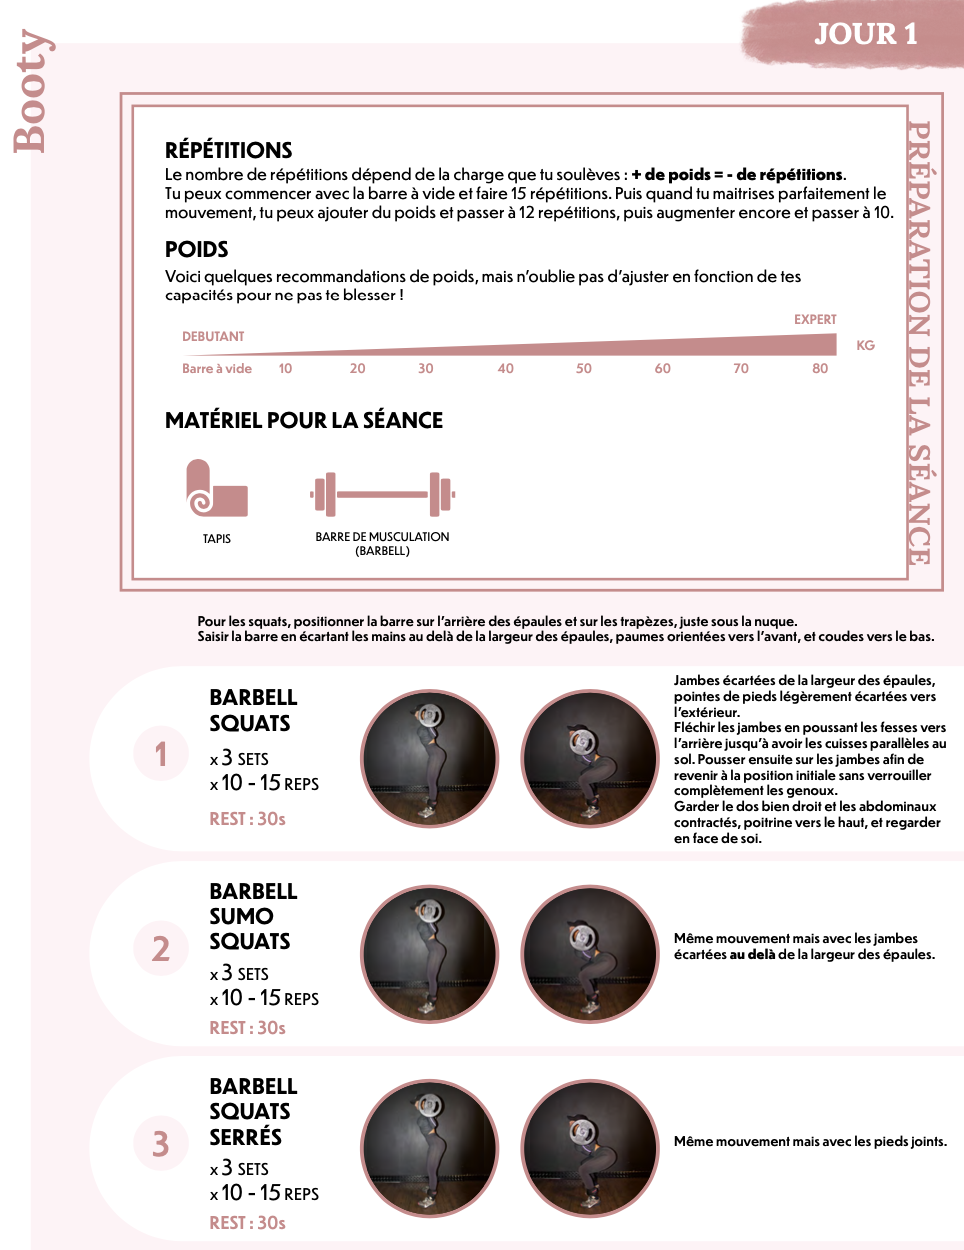 Booty
JOUR 1
PRÉPARATION DE LA SÉANCE
RÉPÉTITIONS
Le nombre de répétitions dépend de la charge que tu soulèves : + de poids = - de répétitions.
Tu peux commencer avec la barre à vide et faire 15 répétitions. Puis quand tu maitrises parfaitement le
mouvement, tu peux ajouter du poids et passer à 12 repétitions, puis augmenter encore et passer à 10.
POIDS
Voici quelques recommandations de poids, mais n'oublie pas d'ajuster en fonction de tes
capacités pour ne pas te blesser !
EXPERT
DEBUTANT
KG
Barre à vide 10 20 30 40 50 60 70 80
MATÉRIEL POUR LA SÉANCE
TAPIS
BARRE DE MUSCULATION
(BARBELL)
Pour les squats, positionner la barre sur l'arrière des épaules et sur les trapèzes, juste sous la nuque.
Saisir la barre en écartant les mains au delà de la largeur des épaules, paumes orientées vers l'avant, et coudes vers le bas.
1
BARBELL
SQUATS
x 3 SETS
x 10 - 15 REPS
REST : 30s
Jambes écartées de la largeur des épaules,
pointes de pieds légèrement écartées vers
l'extérieur.
Fléchir les jambes en poussant les fesses vers
l'arrière jusqu'à avoir les cuisses parallèles au
sol. Pousser ensuite sur les jambes afin de
revenir à la position initiale sans verrouiller
complètement les genoux.
Garder le dos bien droit et les abdominaux
contractés, poitrine vers le haut, et regarder
en face de soi.
2
BARBELL
SUMO
SQUATS
x 3 SETS
x 10 - 15 REPS
REST : 30s
Même mouvement mais avec les jambes
écartées au delà de la largeur des épaules.
3
BARBELL
SQUATS
SERRÉS
x 3 SETS
x 10 - 15 REPS
REST : 30s
Même mouvement mais avec les pieds joints.